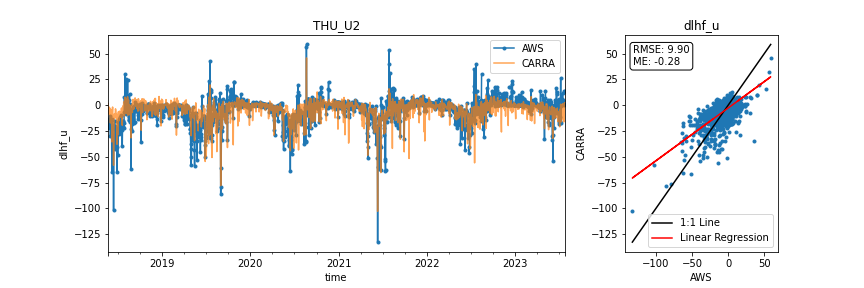 THU_U2
dlhf_u
50
25
0
−25
−50
−75
−100
−125
dlhf_u
AWS
CARRA
2019
2020
2021
2022
2023
time
50
25
0
−25
−50
−75
−100
−125
CARRA
RMSE: 9.90
ME: -0.28
1:1 Line
Linear Regression
−100
−50
0
50
AWS